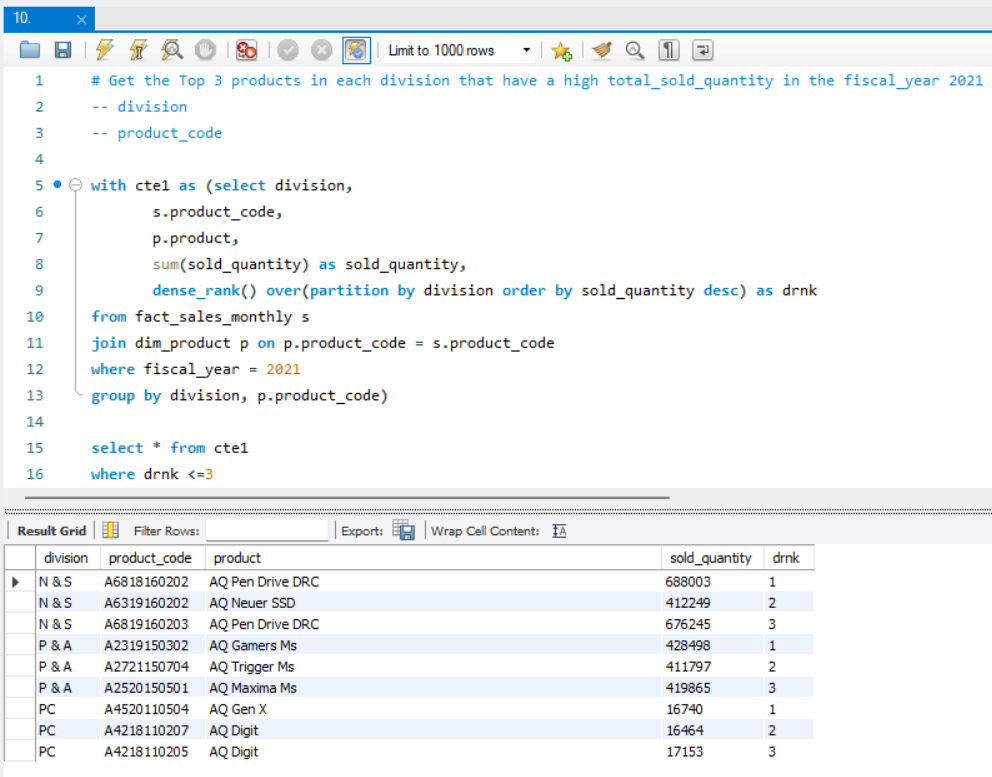 10.
Limit to 1000 rows
1 # Get the Top 3 products in each division that have a high total_sold_quantity in the fiscal_year 2021
2 -- division
3 -- product_code
4
5 with cte1 as (select division,
6 s.product_code,
7 p.product,
8 sum(sold_quantity) as sold_quantity,
9 dense_rank() over(partition by division order by sold_quantity desc) as drnk
10 from fact_sales_monthly s
11 join dim_product p on p.product_code = s.product_code
12 where fiscal_year = 2021
13 group by division, p.product_code)
14
15 select * from cte1
16 where drnk <=3
Result Grid Filter Rows: Export: Wrap Cell Content: IA
division product_code product sold_quantity drnk
N & S A6818160202 AQ Pen Drive DRC 688003 1
N & S A6319160202 AQ Neuer SSD 412249 2
N & S A6819160203 AQ Pen Drive DRC 676245 3
P & A A2319150302 AQ Gamers Ms 428498 1
P & A A2721150704 AQ Trigger Ms 411797 2
P & A A2520150501 AQ Maxima Ms 419865 3
PC A4520110504 AQ Gen X 16740 1
PC A4218110207 AQ Digit 16464 2
PC A4218110205 AQ Digit 17153 3